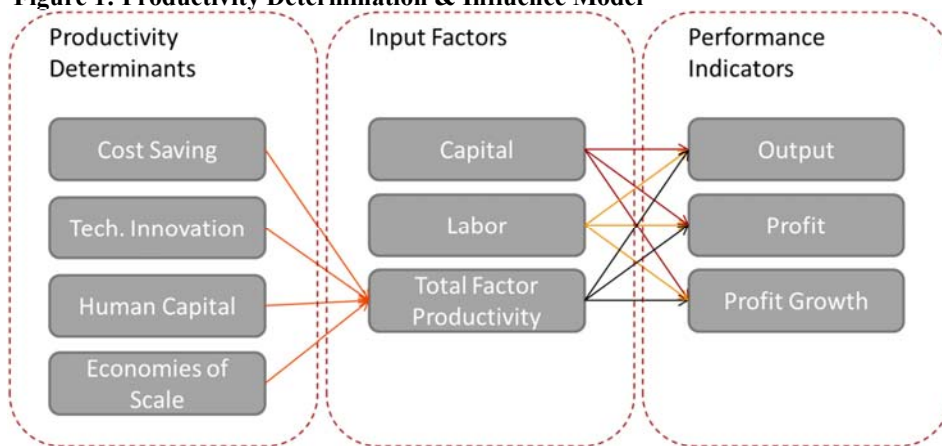 Figure 1: Productivity Determination & Influence Model
Productivity
Determinants
Cost Saving
Tech. Innovation
Human Capital
Economies of
Scale
Input Factors
Capital
Labor
Total Factor
Productivity
Performance
Indicators
Output
Profit
Profit Growth